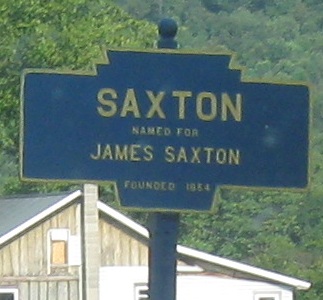 SAXTON
NAMED FOR
JAMES SAXTON
FOUNDED 1854